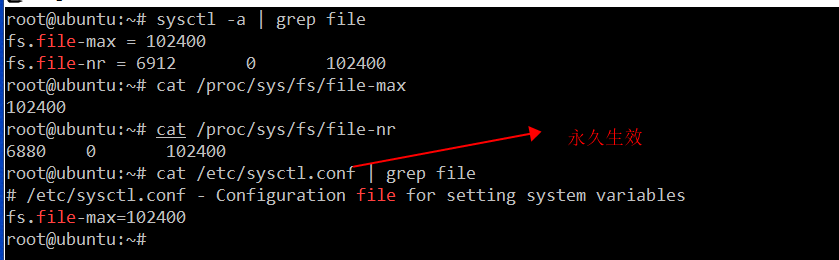 root@ubuntu:~# sysctl -a | grep file
fs.file-max = 102400
fs.file-nr = 6912        0       102400
root@ubuntu:~# cat /proc/sys/fs/file-max
102400
root@ubuntu:~# cat /proc/sys/fs/file-nr
6880    0       102400
永久生效
root@ubuntu:~# cat /etc/sysctl.conf | grep file
# /etc/sysctl.conf - Configuration file for setting system variables
fs.file-max=102400
root@ubuntu:~#